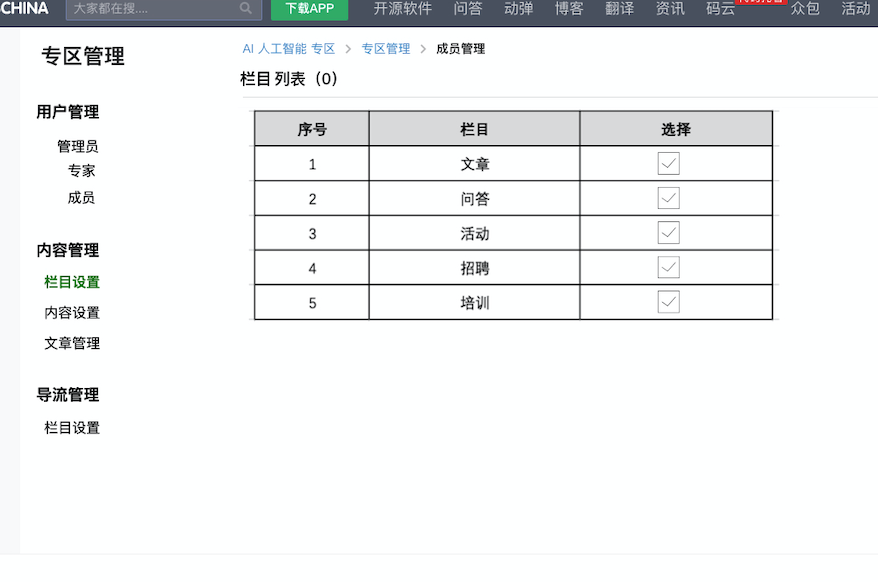 CHINA 大家都在搜.... 下载APP 开源软件 问答 动弹 博客 翻译 资讯 码云 众包 活动
专区管理
AI 人工智能 专区 > 专区管理 > 成员管理
栏目列表（0）
用户管理
管理员
专家
成员
内容管理
栏目设置
内容设置
文章管理
导流管理
栏目设置
序号 栏目 选择
1 文章
2 问答
3 活动
4 招聘
5 培训